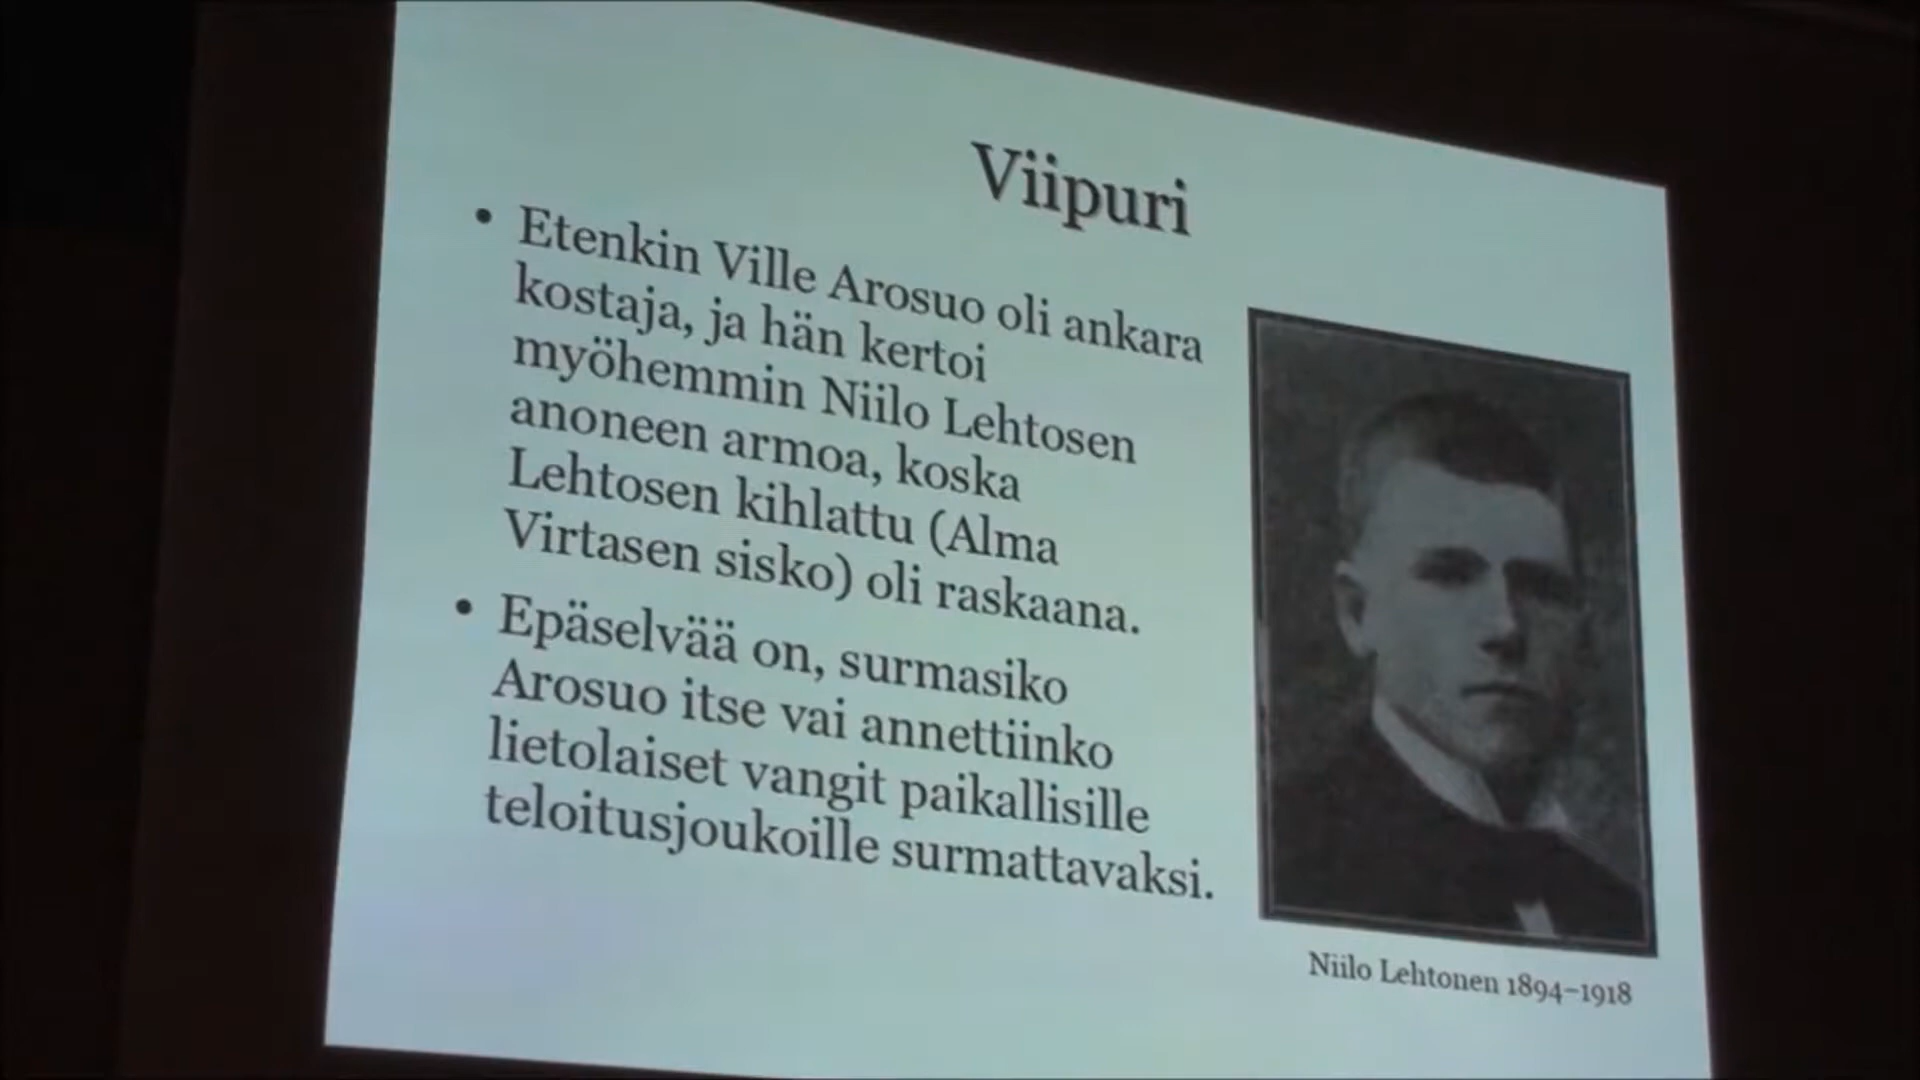 Viipuri
• Etenkin Ville Arosuo oli ankara
kostaja, ja hän kertoi
myöhemmin Niilo Lehtosen
anoneen armoa, koska
Lehtosen kihlattu (Alma
Virtasen sisko) oli raskaana.
• Epäselvää on, surmasiko
Arosuo itse vai annettiinko
lietolaiset vangit paikallisille
teloitusjoukoille surmattavaksi.
Niilo Lehtonen 1894–1918